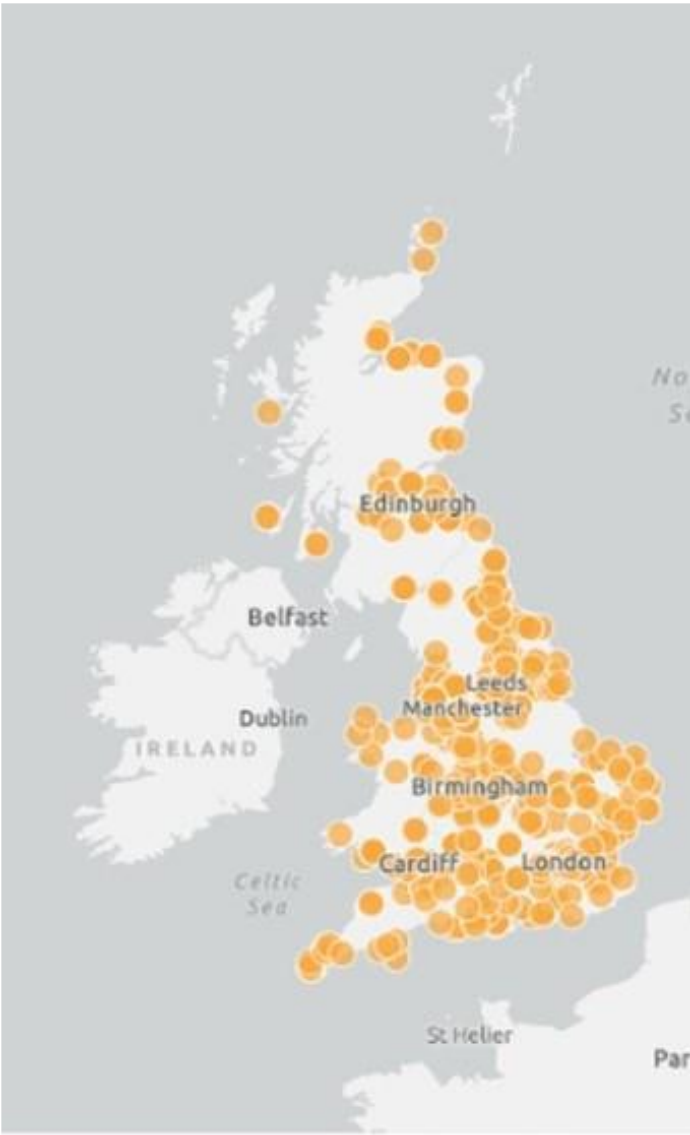 No
Se
Edinburgh
Belfast
Leeds
Manchester
Dublin
IRELAND
Birmingham
Cardiff
London
Celtic
Sea
St Helier
Par